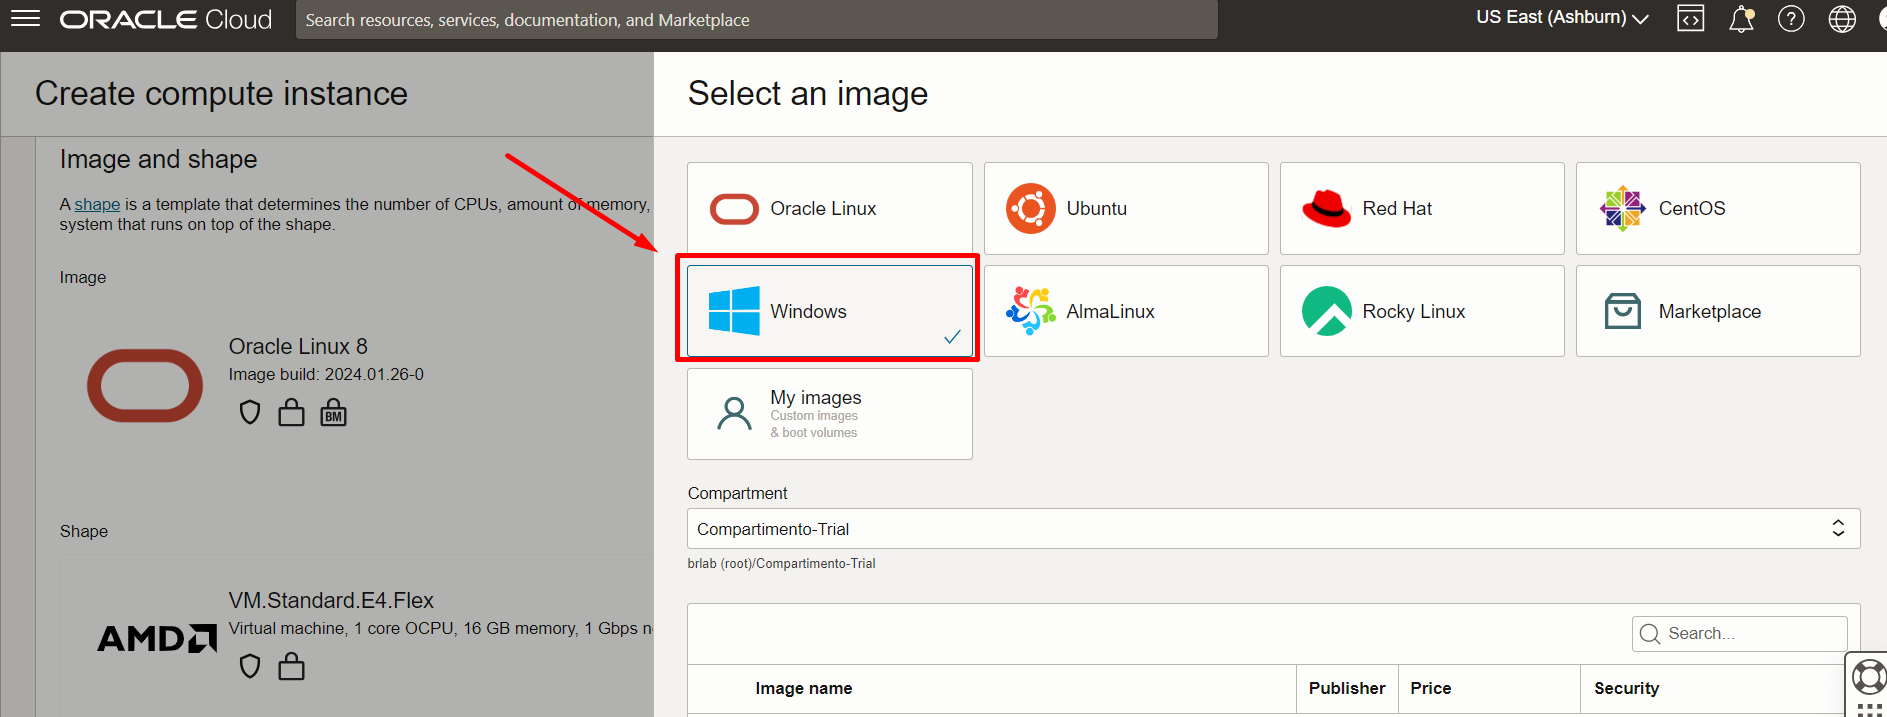 ORACLE Cloud
Search resources, services, documentation, and Marketplace
US East (Ashburn)
Create compute instance
Image and shape
A shape is a template that determines the number of CPUs, amount of memory,
system that runs on top of the shape.
Image
Oracle Linux 8
Image build: 2024.01.26-0
BM
Shape
AMD
VM.Standard.E4.Flex
Virtual machine, 1 core OCPU, 16 GB memory, 1 Gbps n
Select an image
Oracle Linux
Ubuntu
Red Hat
CentOS
Windows
AlmaLinux
Rocky Linux
Marketplace
My images
Custom images
& boot volumes
Compartment
Compartimento-Trial
brlab (root)/Compartimento-Trial
Search...
Image name
Publisher
Price
Security